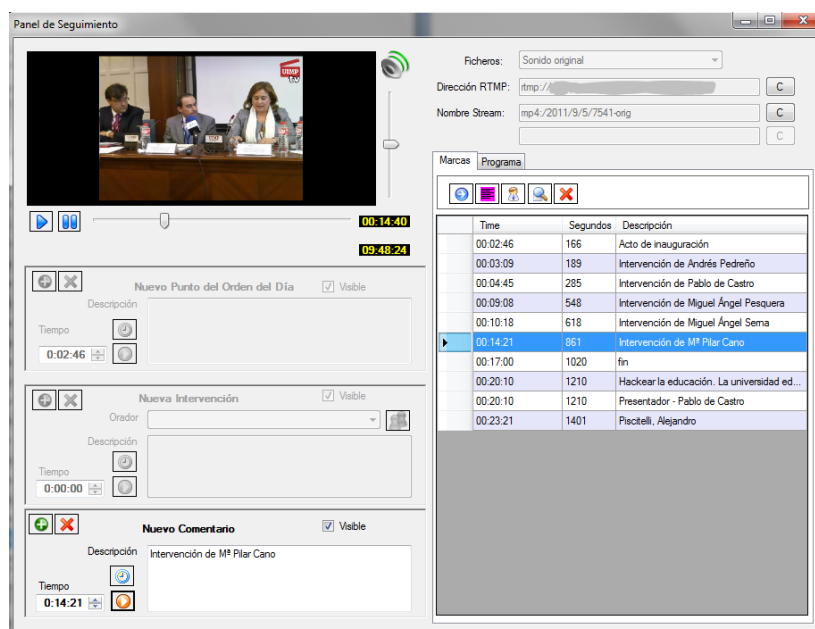 Panel de Seguimiento
UIMP
tv
00:14:40
09:48:24
Ficheros: Sonido original
Dirección RTMP: rtmp:// C
Nombre Stream: mp4:/2011/9/5/7541-orig C
C
Marcas Programa
Time Segundos Descripción
00:02:46 166 Acto de inauguración
00:03:09 189 Intervención de Andrés Pedreño
00:04:45 285 Intervención de Pablo de Castro
00:09:08 548 Intervención de Miguel Ángel Pesquera
00:10:18 618 Intervención de Miguel Ángel Serna
00:14:21 861 Intervención de Mª Pilar Cano
00:17:00 1020 fin
00:20:10 1210 Hackear la educación. La universidad ed...
00:20:10 1210 Presentador - Pablo de Castro
00:23:21 1401 Piscitelli, Alejandro
Nuevo Punto del Orden del Día Visible
Descripción
Tiempo
0:02:46
Nueva Intervención Visible
Orador
Descripción
Tiempo
0:00:00
Nuevo Comentario Visible
Descripción Intervención de Mª Pilar Cano
Tiempo
0:14:21